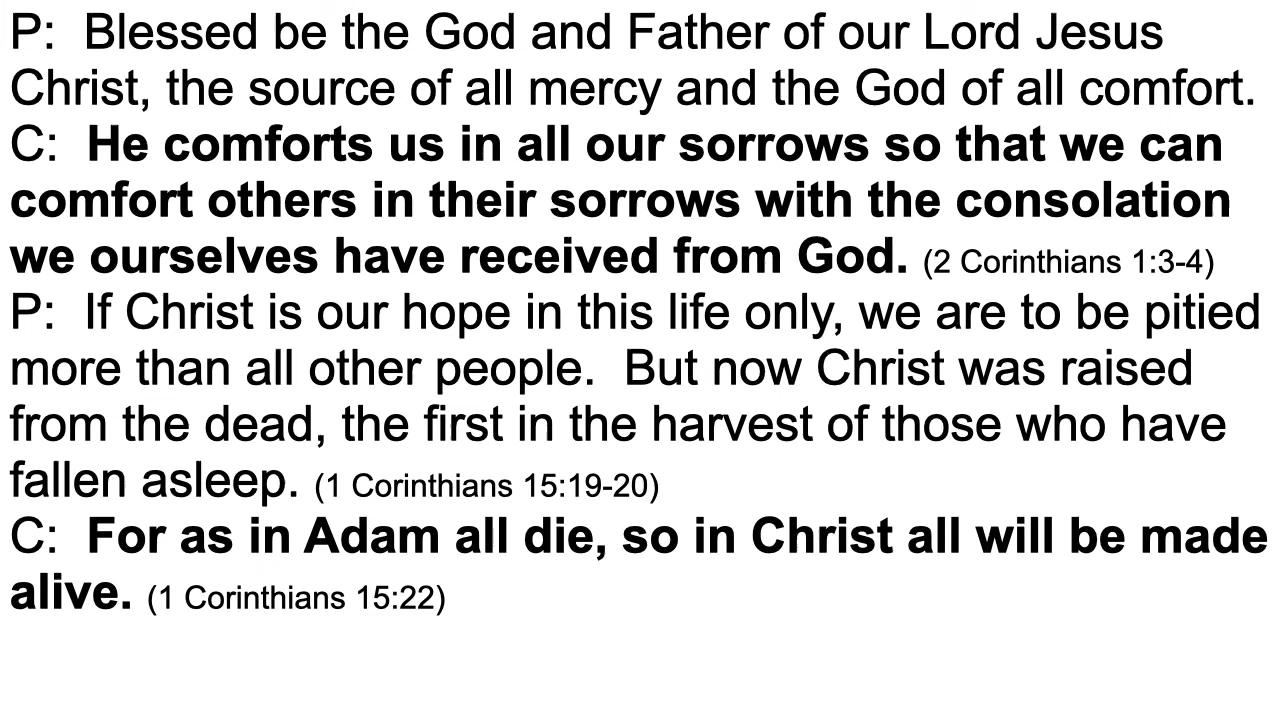 P:  Blessed be the God and Father of our Lord Jesus
Christ, the source of all mercy and the God of all comfort.
C:  He comforts us in all our sorrows so that we can
comfort others in their sorrows with the consolation
we ourselves have received from God. (2 Corinthians 1:3-4)
P:  If Christ is our hope in this life only, we are to be pitied
more than all other people.  But now Christ was raised
from the dead, the first in the harvest of those who have
fallen asleep. (1 Corinthians 15:19-20)
C:  For as in Adam all die, so in Christ all will be made
alive. (1 Corinthians 15:22)